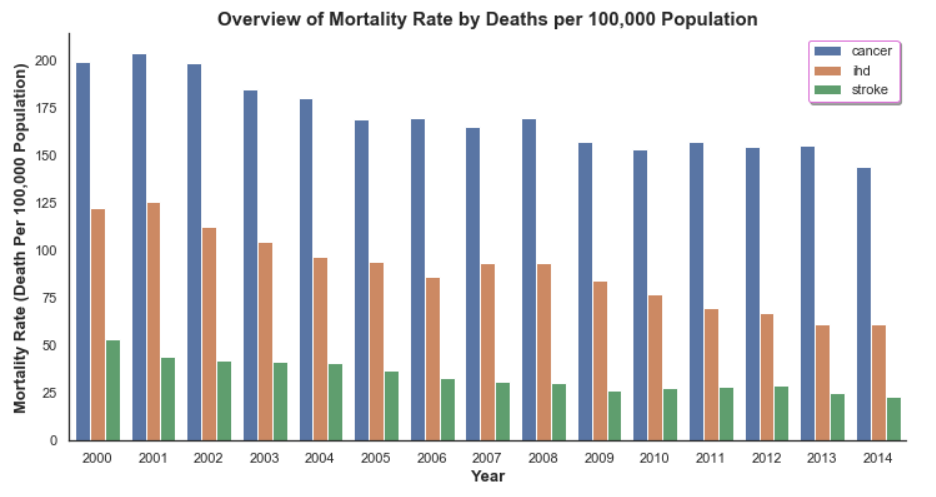 Overview of Mortality Rate by Deaths per 100,000 Population
cancer
ihd
stroke
Mortality Rate (Death Per 100,000 Population)
200
175
150
125
100
75
50
25
0
2000 2001 2002 2003 2004 2005 2006 2007 2008 2009 2010 2011 2012 2013 2014
Year